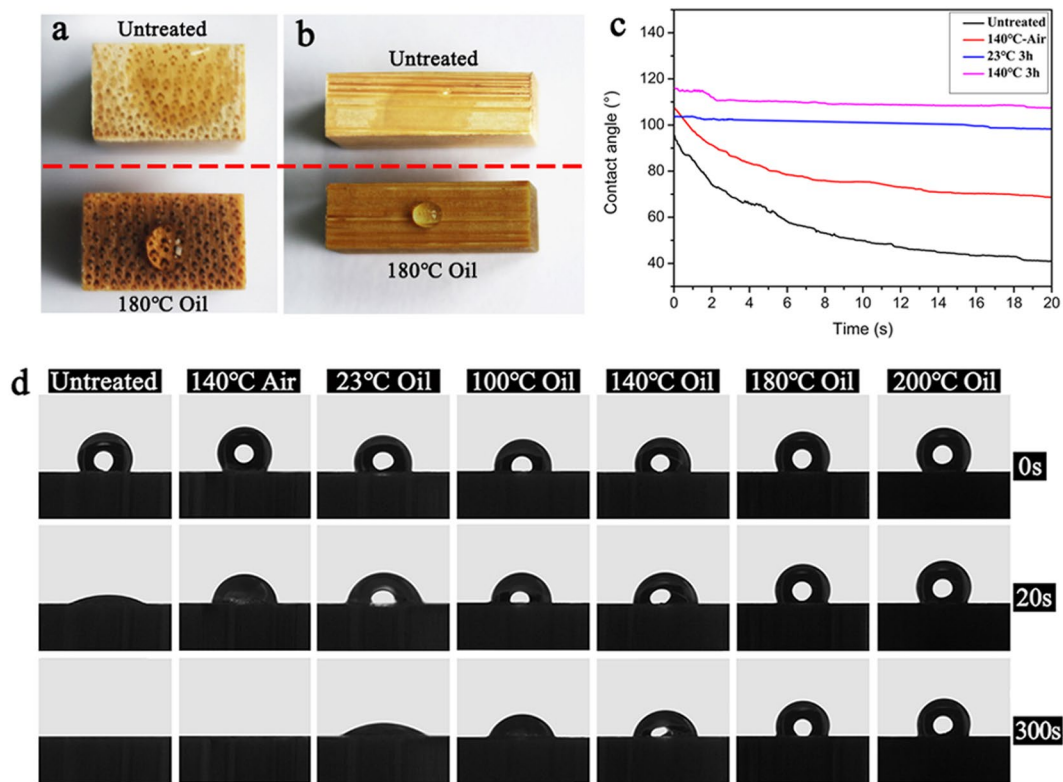 a
Untreated
180℃ Oil
b
Untreated
180℃ Oil
c
Contact angle (°)
140
120
100
80
60
40
0 2 4 6 8 10 12 14 16 18 20
Time (s)
Untreated
140℃-Air
23℃ 3h
140℃ 3h
d
Untreated 140℃ Air 23℃ Oil 100℃ Oil 140℃ Oil 180℃ Oil 200℃ Oil
0s
20s
300s